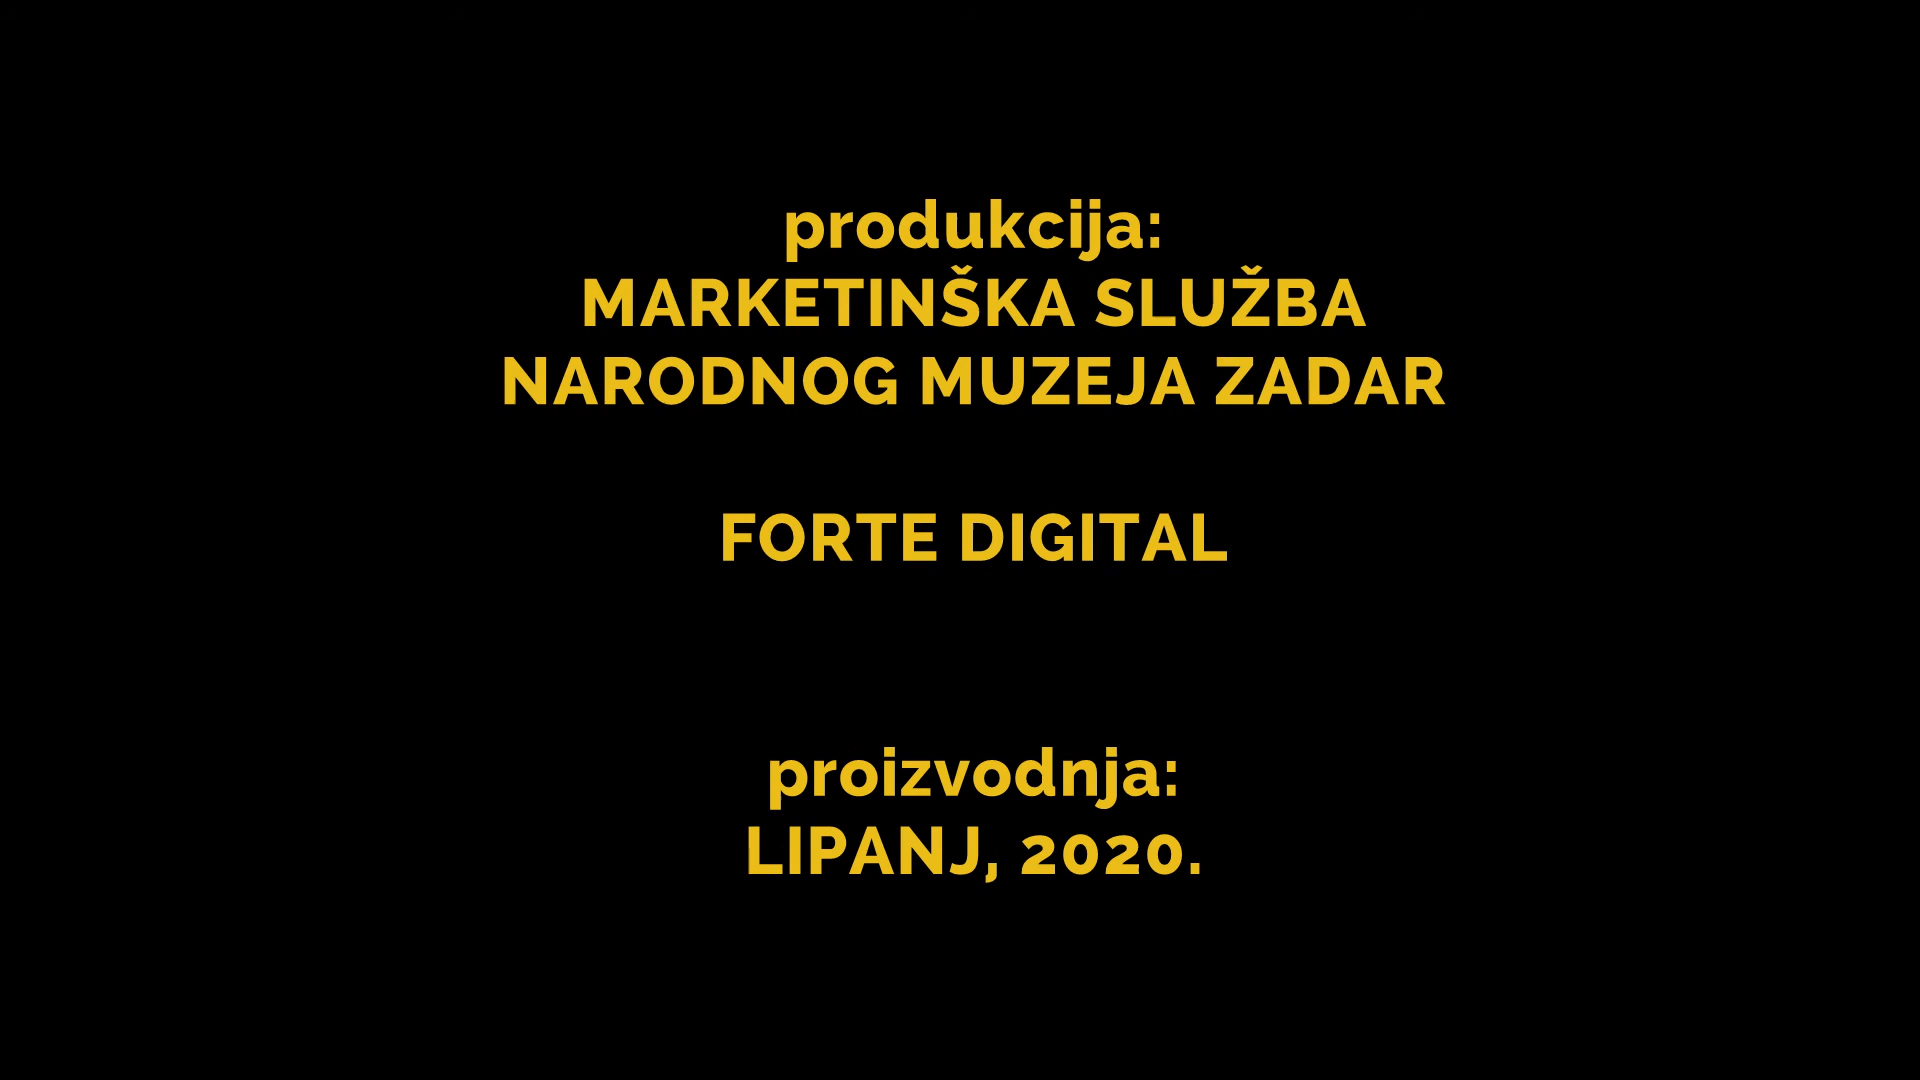 produkcija:
MARKETINŠKA SLUŽBA
NARODNOG MUZEJA ZADAR
FORTE DIGITAL
proizvodnja:
LIPANJ, 2020.